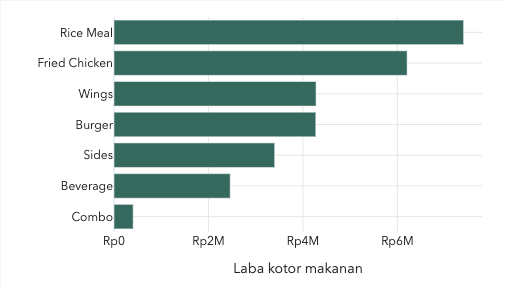 Rice Meal
Fried Chicken
Wings
Burger
Sides
Beverage
Combo
Rp0 Rp2M Rp4M Rp6M
Laba kotor makanan